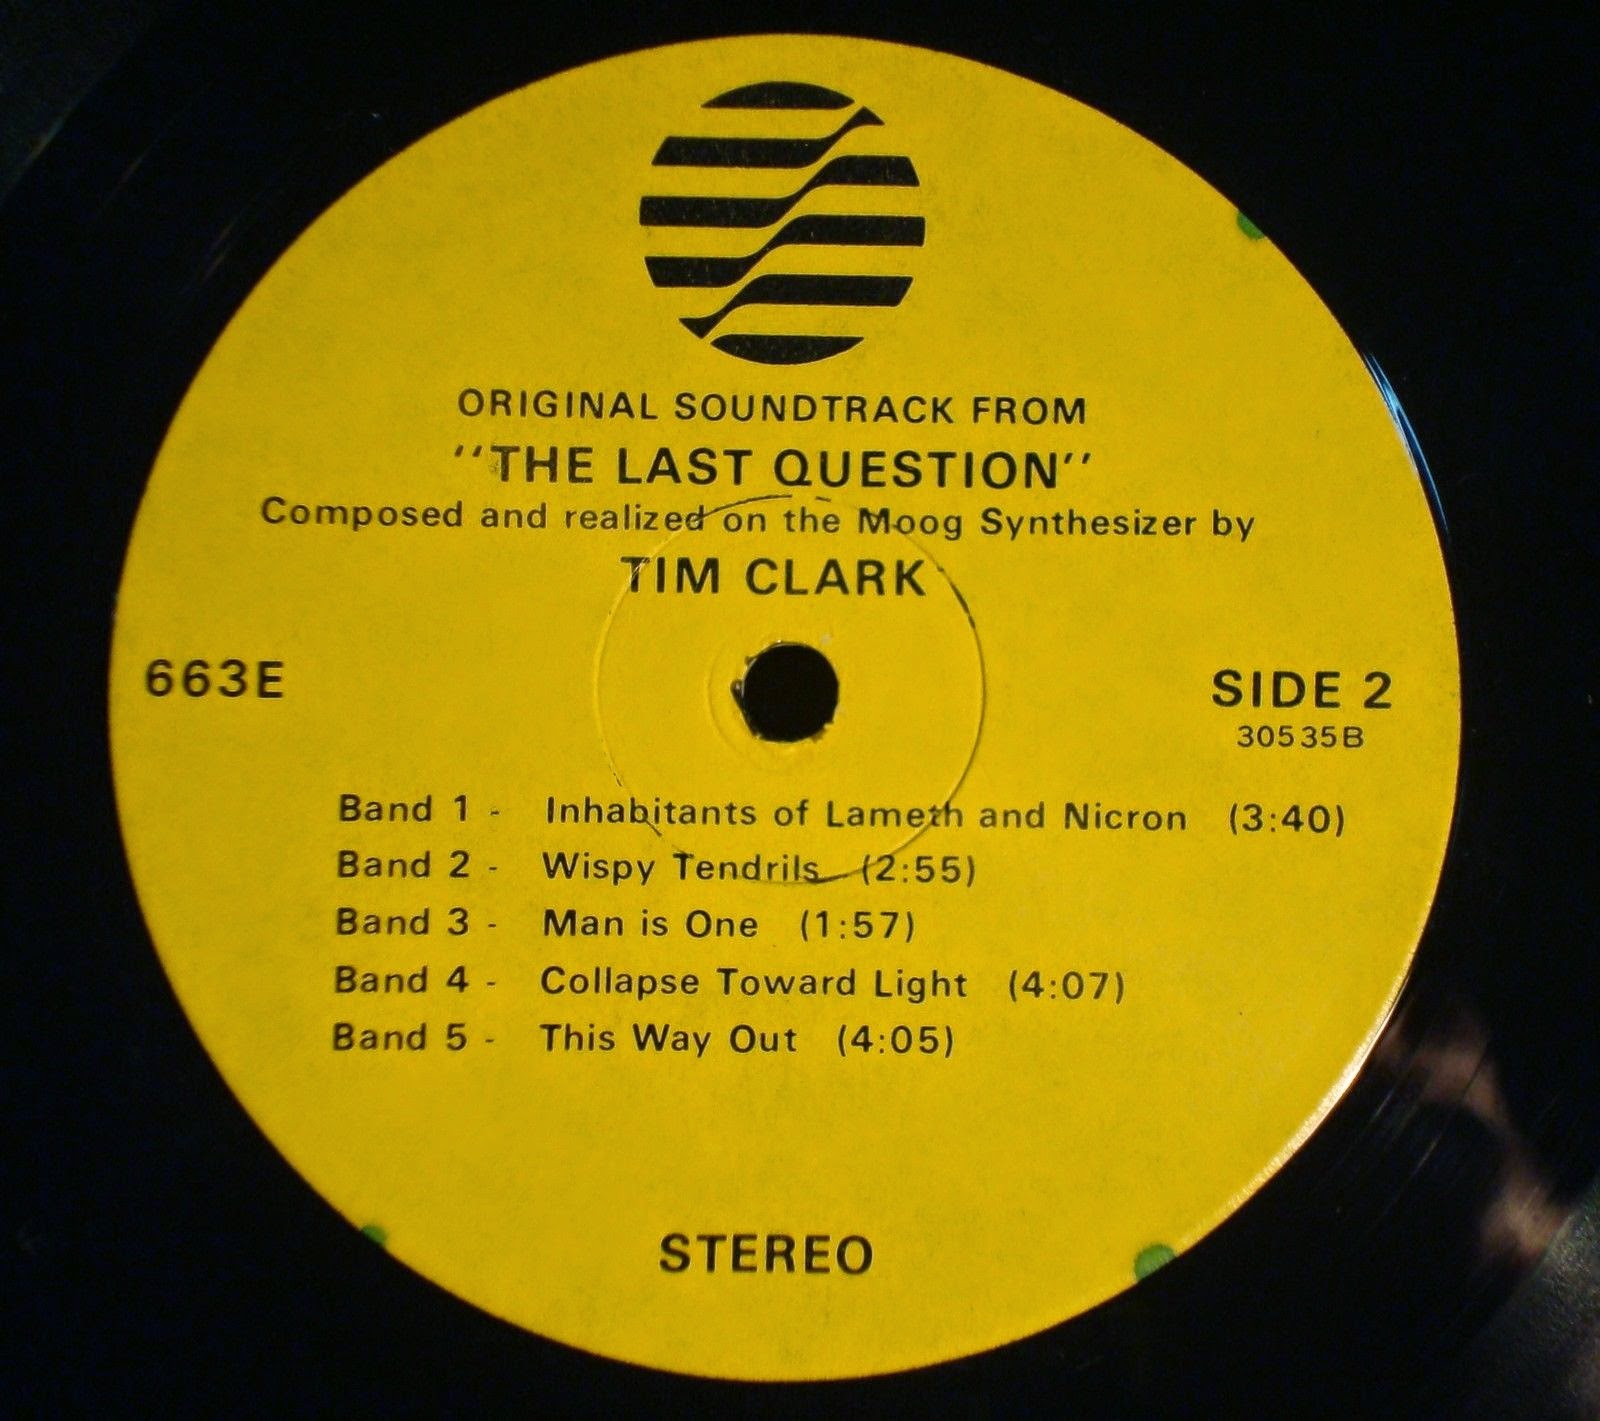 ORIGINAL SOUNDTRACK FROM
"THE LAST QUESTION"
Composed and realized on the Moog Synthesizer by
TIM CLARK
663E
SIDE 2
30535B
Band 1 - Inhabitants of Lameth and Nicron (3:40)
Band 2 - Wispy Tendrils (2:55)
Band 3 - Man is One (1:57)
Band 4 - Collapse Toward Light (4:07)
Band 5 - This Way Out (4:05)
STEREO